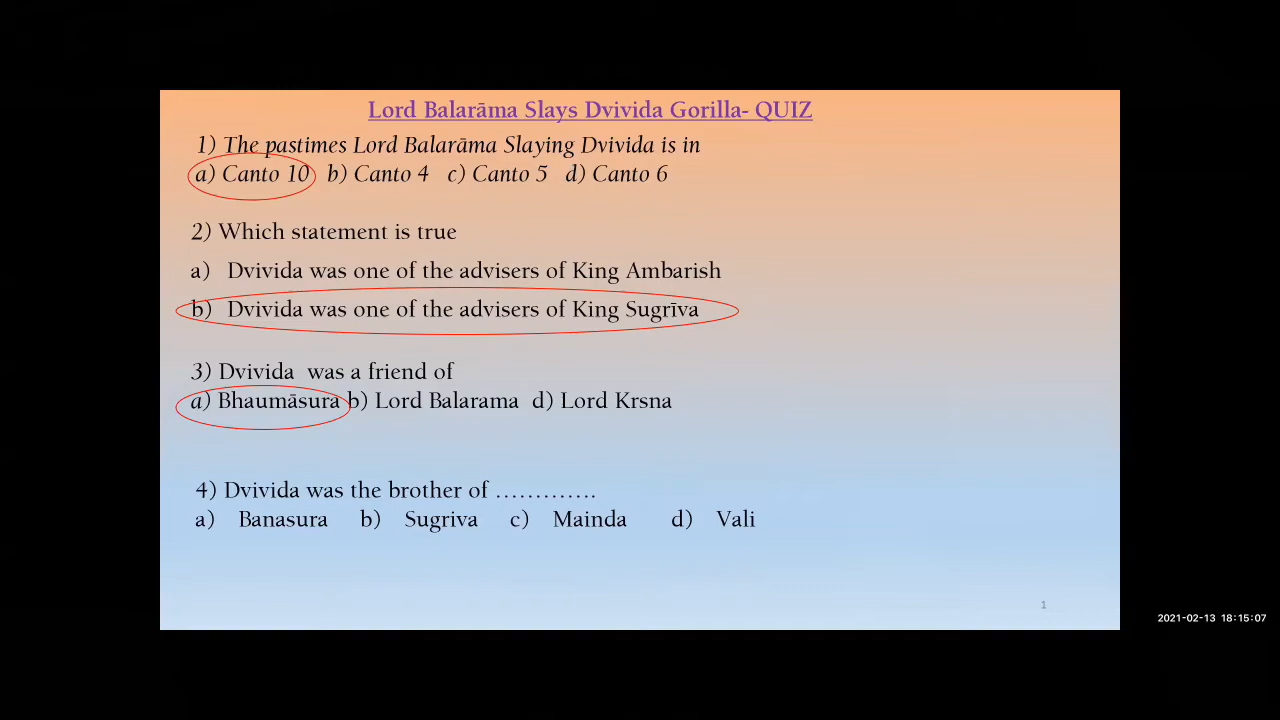 Lord Balarāma Slays Dvivida Gorilla- QUIZ
1) The pastimes Lord Balarāma Slaying Dvivida is in
a) Canto 10 b) Canto 4 c) Canto 5 d) Canto 6
2) Which statement is true
a) Dvivida was one of the advisers of King Ambarish
b) Dvivida was one of the advisers of King Sugrīva
3) Dvivida was a friend of
a) Bhaumāsura b) Lord Balarama d) Lord Krsna
4) Dvivida was the brother of .............
a) Banasura b) Sugriva c) Mainda d) Vali
1
2021-02-13 18:15:07